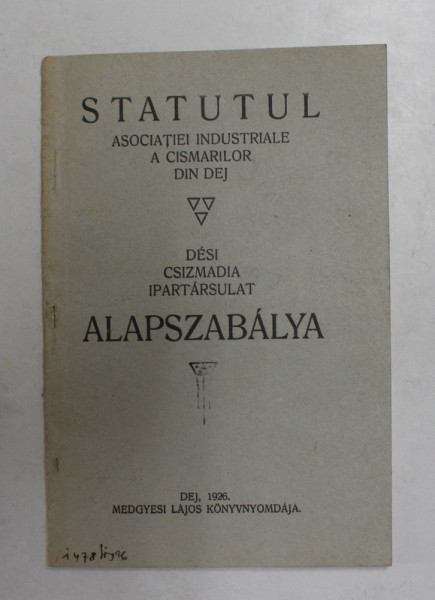 STATUTUL
ASOCIAȚIEI INDUSTRIALE
A CISMARILOR
DIN DEJ
DÉSI
CSIZMADIA
IPARTÁRSULAT
ALAPSZABÁLYA
DEJ, 1926.
MEDGYESI LAJOS KÖNYVNYOMDÁJA.